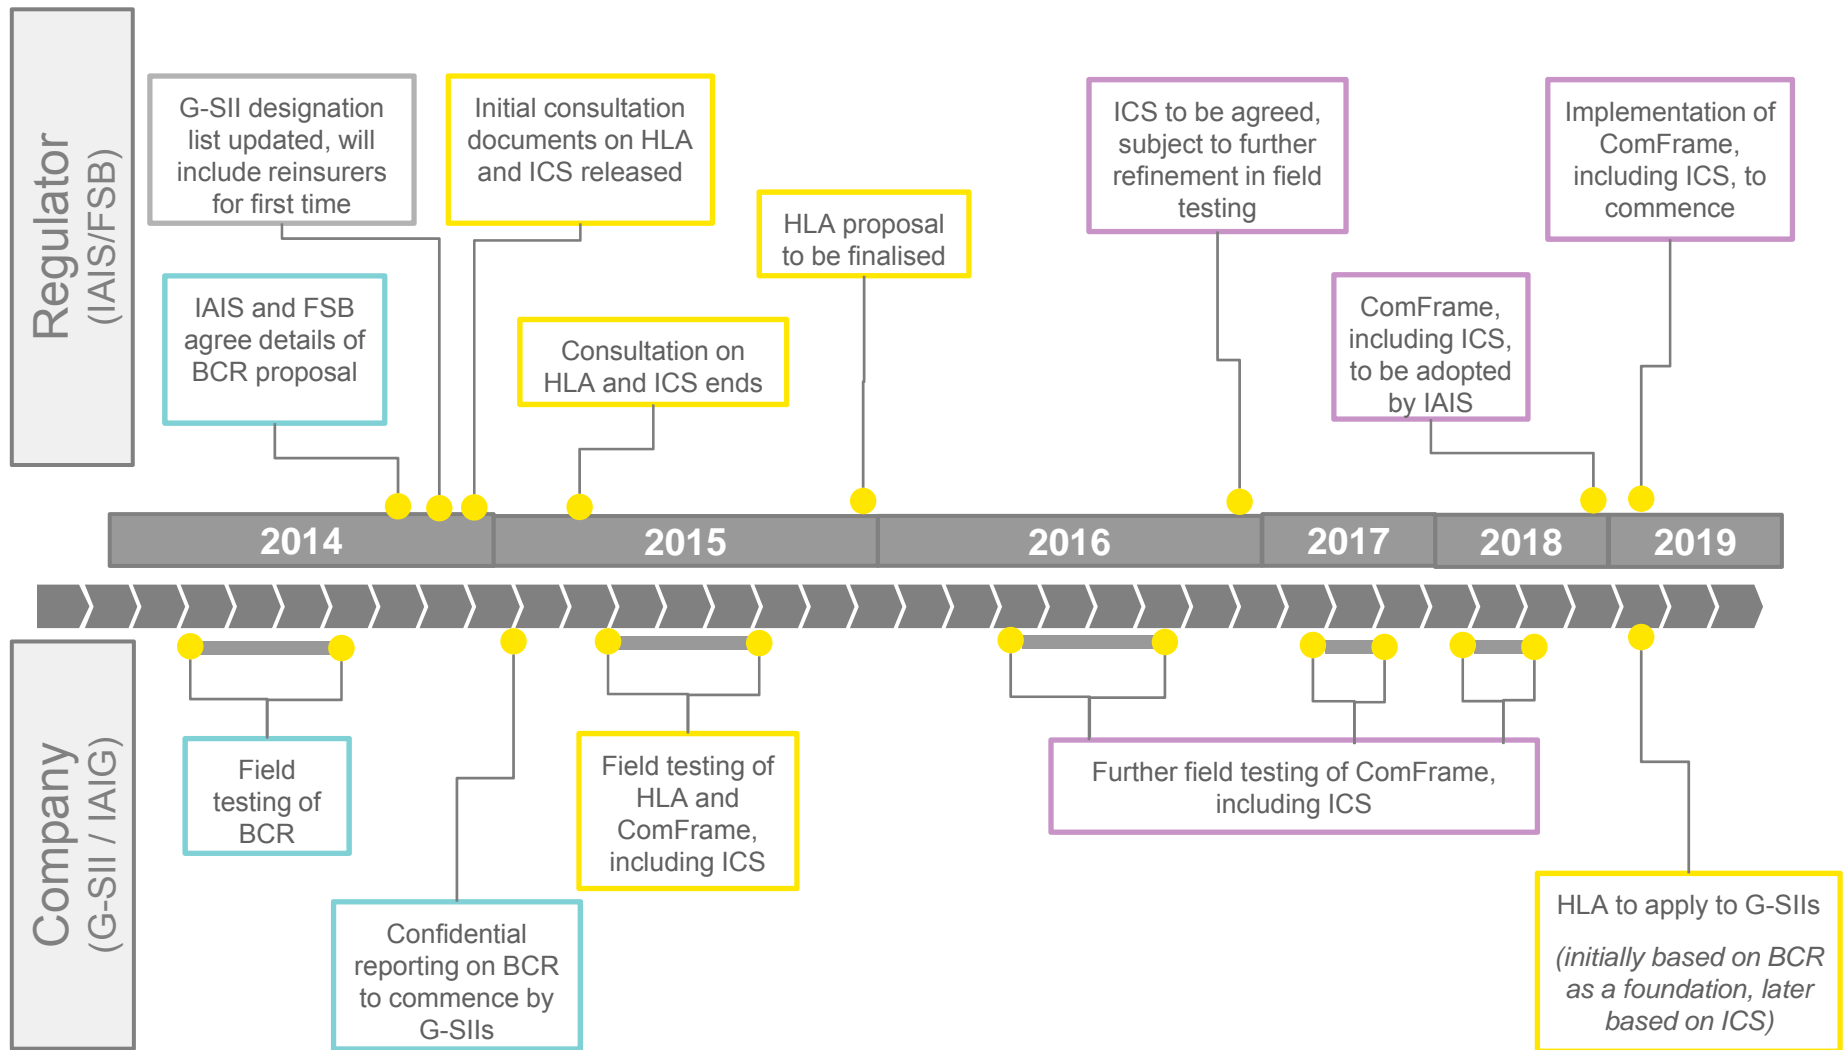 Regulator
(IAIS/FSB)
G-SII designation
list updated, will
include reinsurers
for first time
Initial consultation
documents on HLA
and ICS released
IAIS and FSB
agree details of
BCR proposal
Consultation on
HLA and ICS ends
HLA proposal
to be finalised
ICS to be agreed,
subject to further
refinement in field
testing
ComFrame,
including ICS,
to be adopted
by IAIS
Implementation of
ComFrame,
including ICS, to
commence
2014
2015
2016
2017
2018
2019
Company
(G-SII / IAIG)
Field
testing of
BCR
Confidential
reporting on BCR
to commence by
G-SIIs
Field testing of
HLA and
ComFrame,
including ICS
Further field testing of ComFrame,
including ICS
HLA to apply to G-SIIs
(initially based on BCR
as a foundation, later
based on ICS)